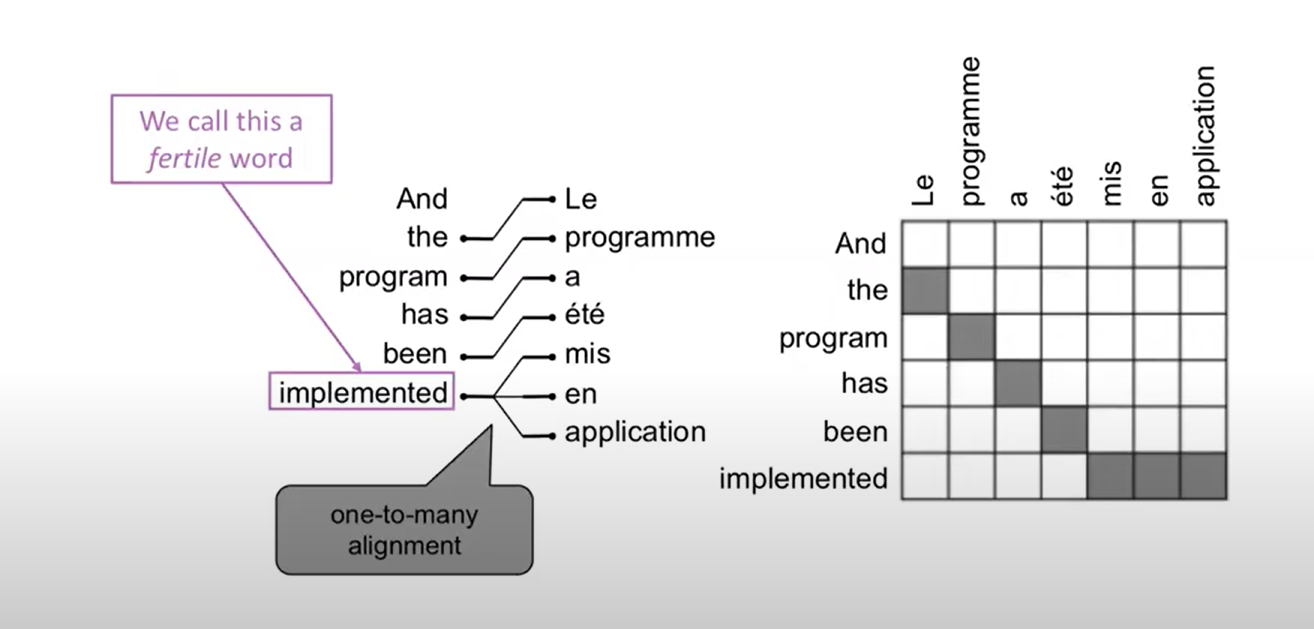 We call this a
fertile word
And
the
program
has
been
implemented
Le
programme
a
été
mis
en
application
one-to-many
alignment
Le
programme
a
été
mis
en
application
And
the
program
has
been
implemented